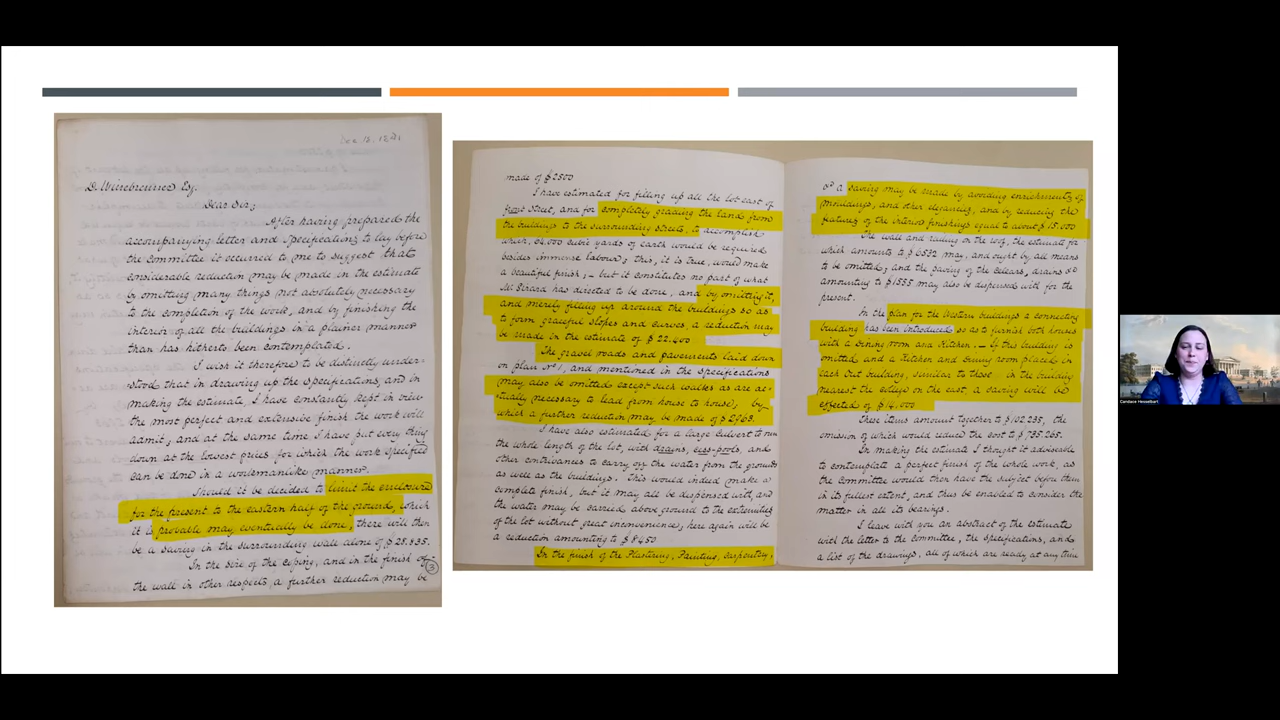 Dec. 13, 1831
D. Winebrenner Esq.
Dear Sir;
After having prepared the
accompanying letter and specifications to lay before
the Committee it occurred to me to suggest that
considerable reduction may be made in the estimate
by omitting many things not absolutely necessary
to the completion of the work, and by finishing the
interior of all the buildings in a plainer manner
than has hitherto been contemplated.
I wish it therefore to be distinctly under-
stood that in drawing up the specifications, and in
making the estimate, I have constantly kept in view
the most perfect and extensive finish the work will
admit, and at the same time I have put every thing
down at the lowest prices, for which the work specified
can be done in a workmanlike manner.
Should it be decided to limit the enclosure
for the present to the eastern half of the ground, which
it is probable may eventually be done, there will then
be a saving in the surrounding wall alone of $28.835.
In the size of the coping, and in the finish of
the wall in other respects, a further reduction may be
3
made of $2500
I have estimated for filling up all the lot east of
front Street, and for completely grading the land from
the buildings to the surrounding streets, to accomplish
which, 64,000 cubic yards of earth would be required
besides immense labour; this, it is true, would make
a beautiful finish;- but it constitutes no part of what
Mr Girard has directed to be done, and by omitting it,
and merely filling up around the buildings so as
to form graceful slopes and curves, a reduction may
be made in the estimate of $22.400
The gravel roads and pavements laid down
on plan No 1, and mentioned in the specifications
may also be omitted except such walks as are ac-
tually necessary to lead from house to house; by
which a further reduction may be made of $2968.
I have also estimated for a large Culvert to run
the whole length of the lot, with drains, cess-pools, and
other contrivances to carry off the water from the grounds
as well as the buildings. This would indeed make a
complete finish, but it may all be dispensed with, and
the water may be carried above ground to the extremities
of the lot without great inconvenience; here again will be
a reduction amounting to $8450
In the finish of the Plastering, Painting, Carpentry,
&c a saving may be made by avoiding enrichments of
mouldings, and other elegancies, and by reducing the
features of the interior finishings equal to about $15.000
The wall and railing on the roof, the estimate for
which amounts to $6532 may, and ought by all means
to be omitted; and the paving of the cellars, drains &c
amounting to $1555 may also be dispensed with for the
present.
In the plan for the Western buildings a connecting
building has been introduced so as to furnish both houses
with a Dining room and Kitchen.- If this building is
omitted and a Kitchen and Dining room placed in
each out building, similar to those in the building
nearest the College on the east, a saving will be
effected of $14.000
These items amount together to $102.235, the
omission of which would reduce the cost to $735.265.
In making the estimate I thought it adviseable
to contemplate a perfect finish of the whole work, as
the Committee would then have the subject before them
in its fullest extent, and thus be enabled to consider the
matter in all its bearings.
I leave with you an abstract of the estimate
with the letter to the committee, the specifications, and
a list of the drawings, all of which are ready at any time
Candace Hesselbart